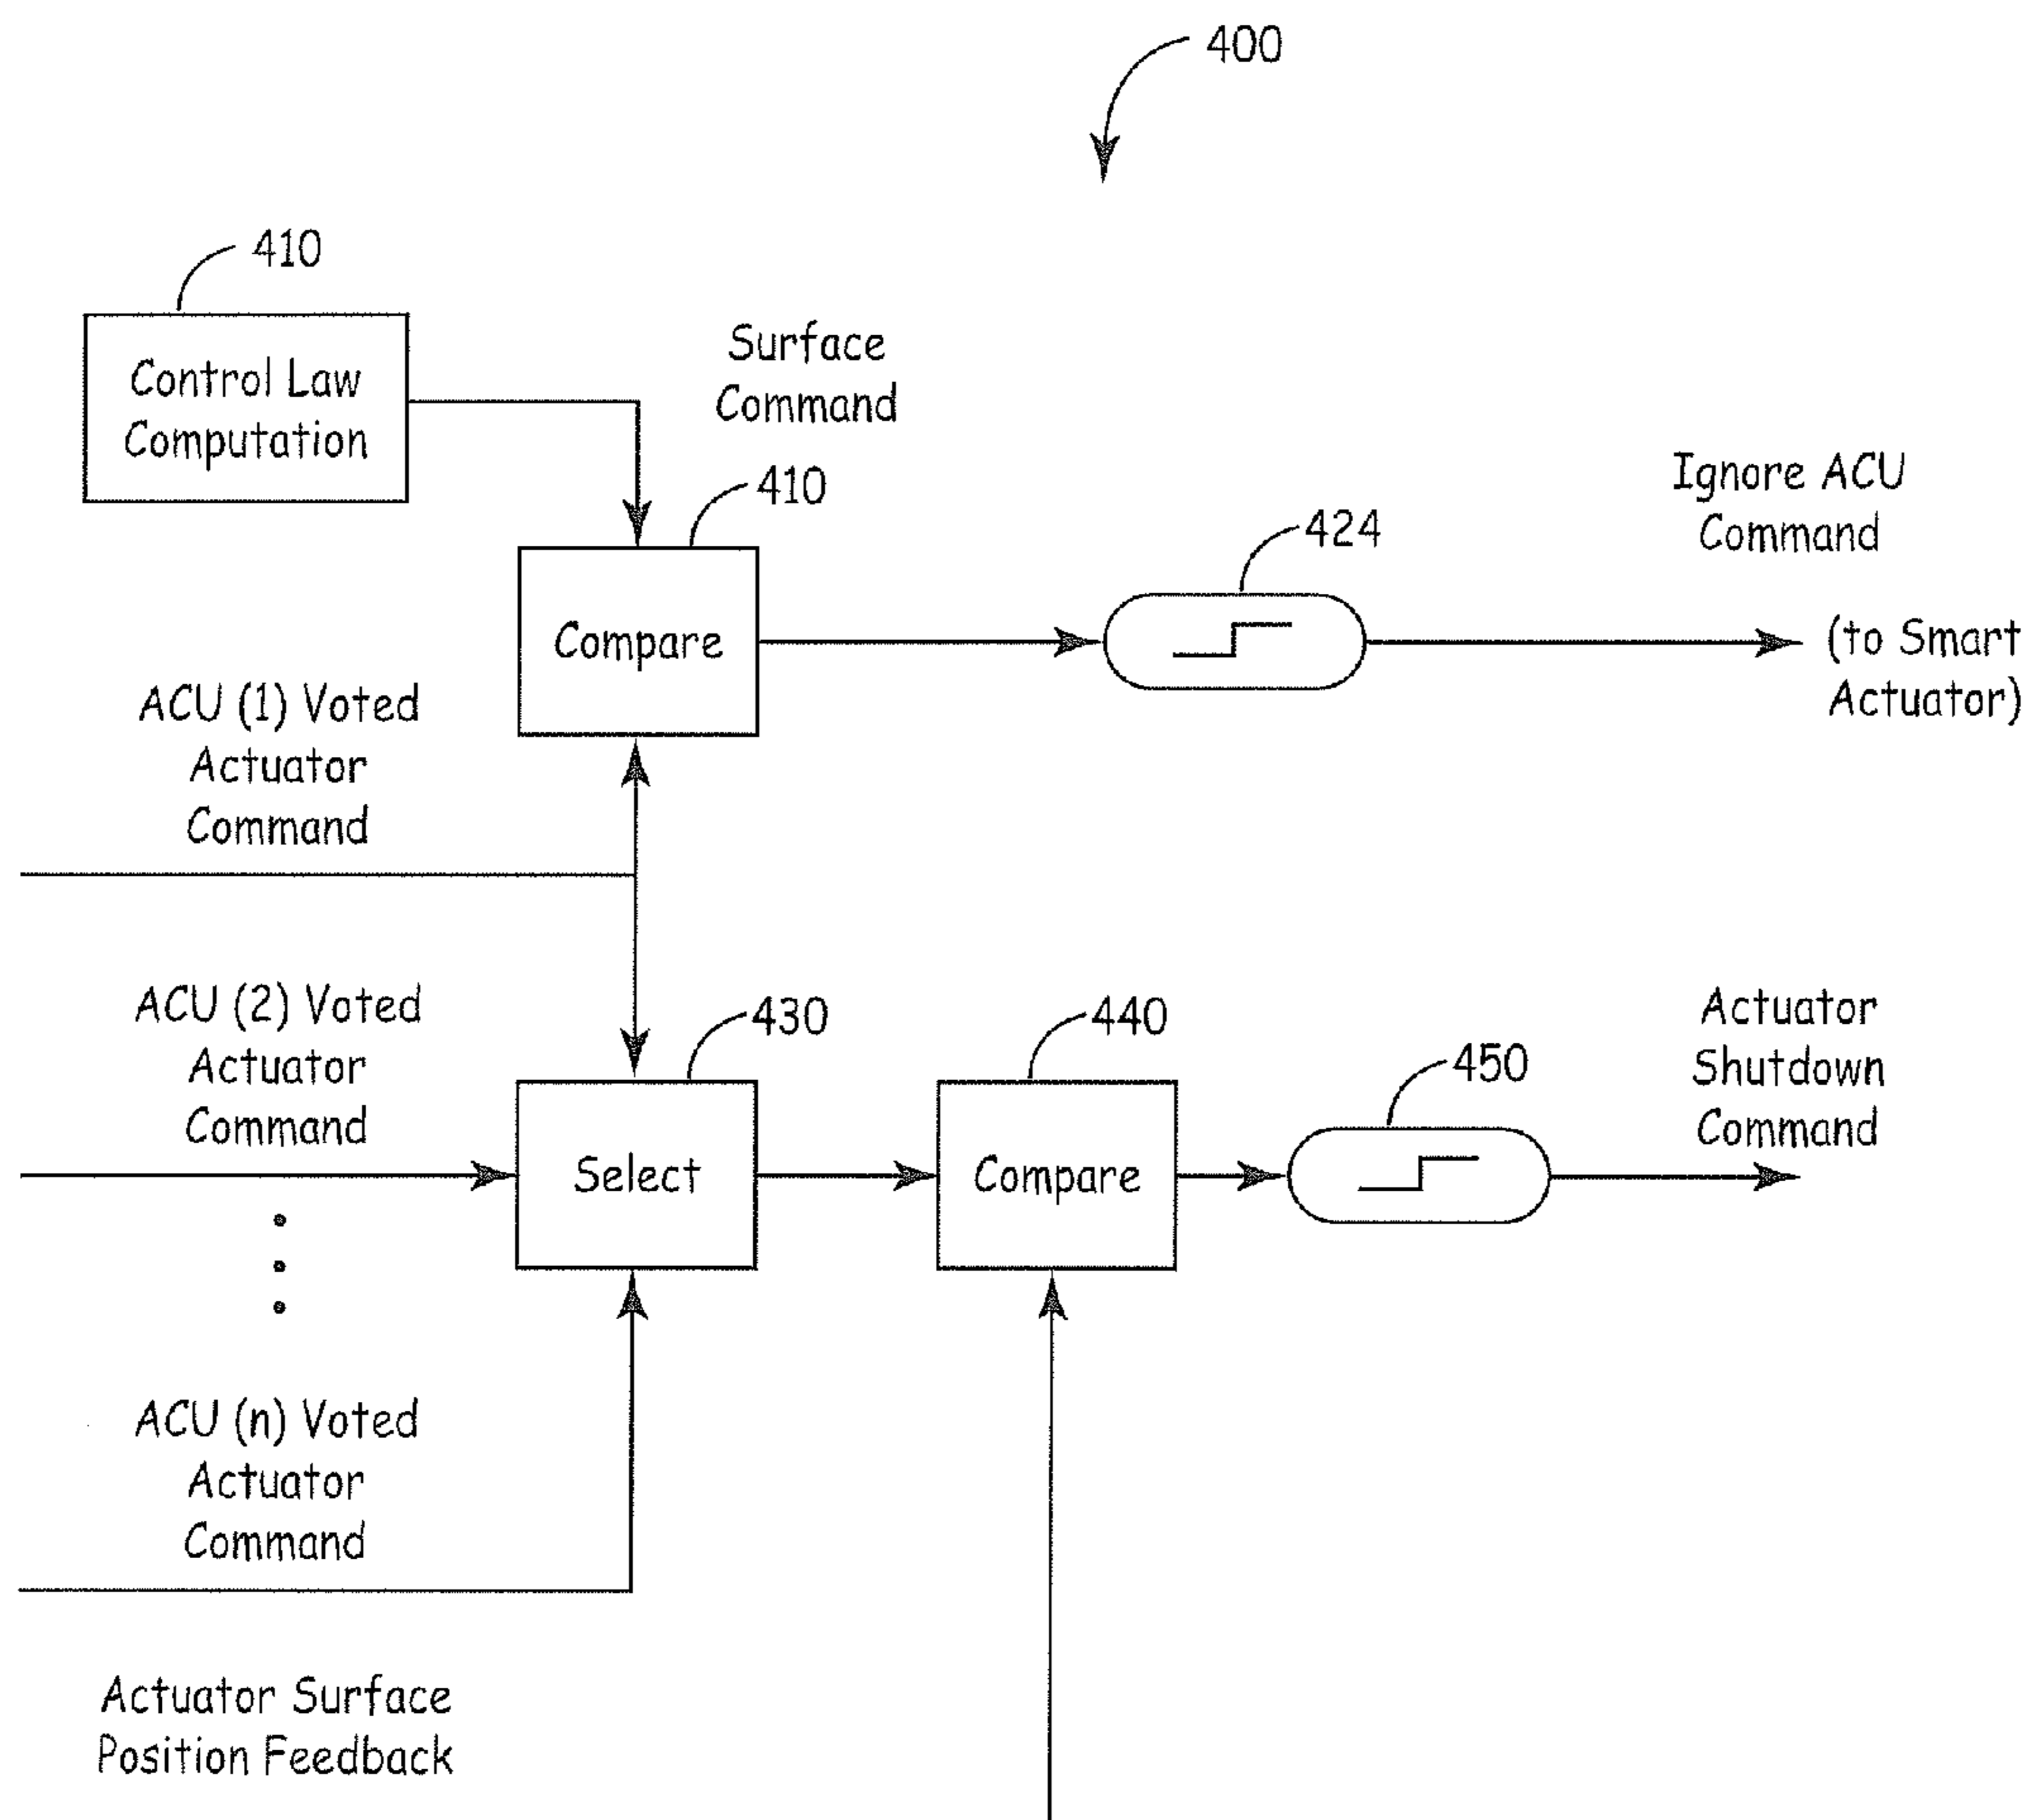 400
410
Control Law
Computation
Surface
Command
410
Compare
424
Ignore ACU
Command
(to Smart
Actuator)
ACU (1) Voted
Actuator
Command
ACU (2) Voted
Actuator
Command
430
Select
440
Compare
450
Actuator
Shutdown
Command
ACU (n) Voted
Actuator
Command
Actuator Surface
Position Feedback